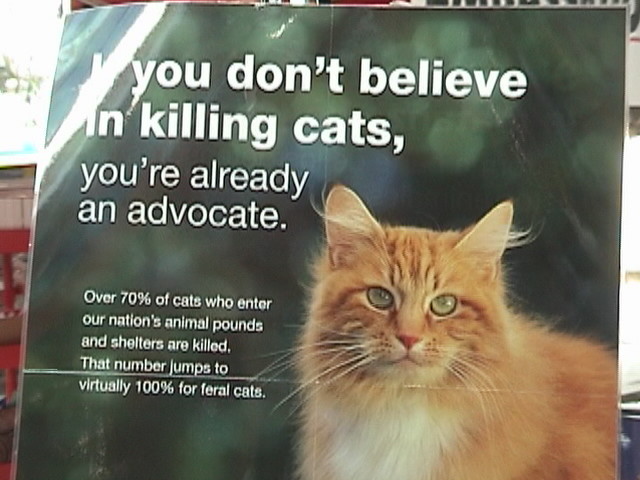 If you don't believe
in killing cats,
you're already
an advocate.
Over 70% of cats who enter
our nation's animal pounds
and shelters are killed.
That number jumps to
virtually 100% for feral cats.